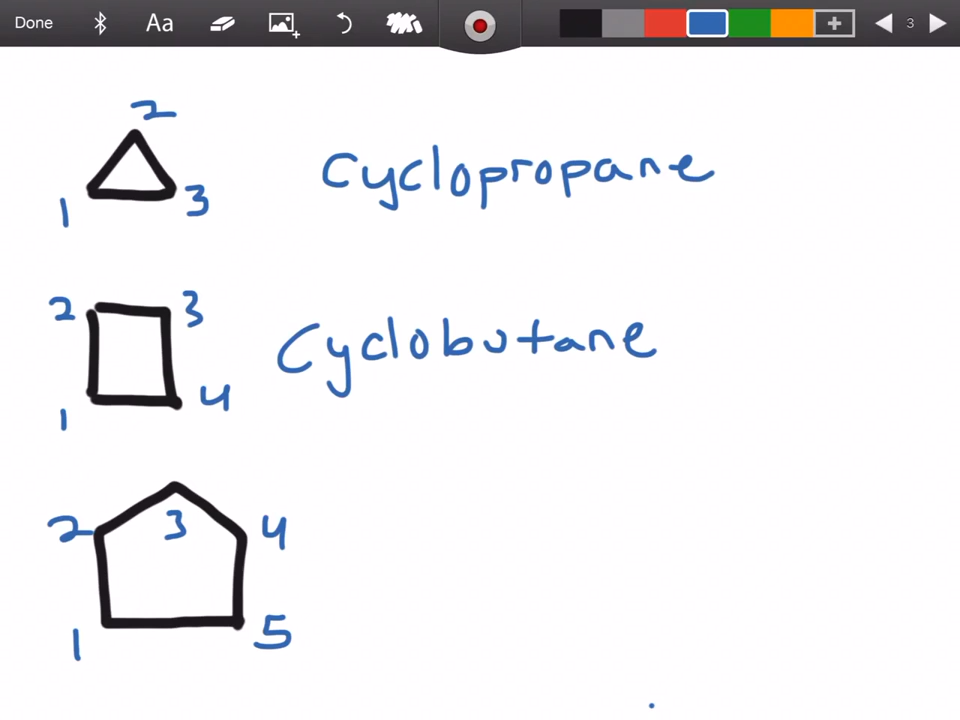 Done Aa 3
2
Cyclopropane
1 3
2 3
Cyclobutane
1 4
2 3 4
1 5